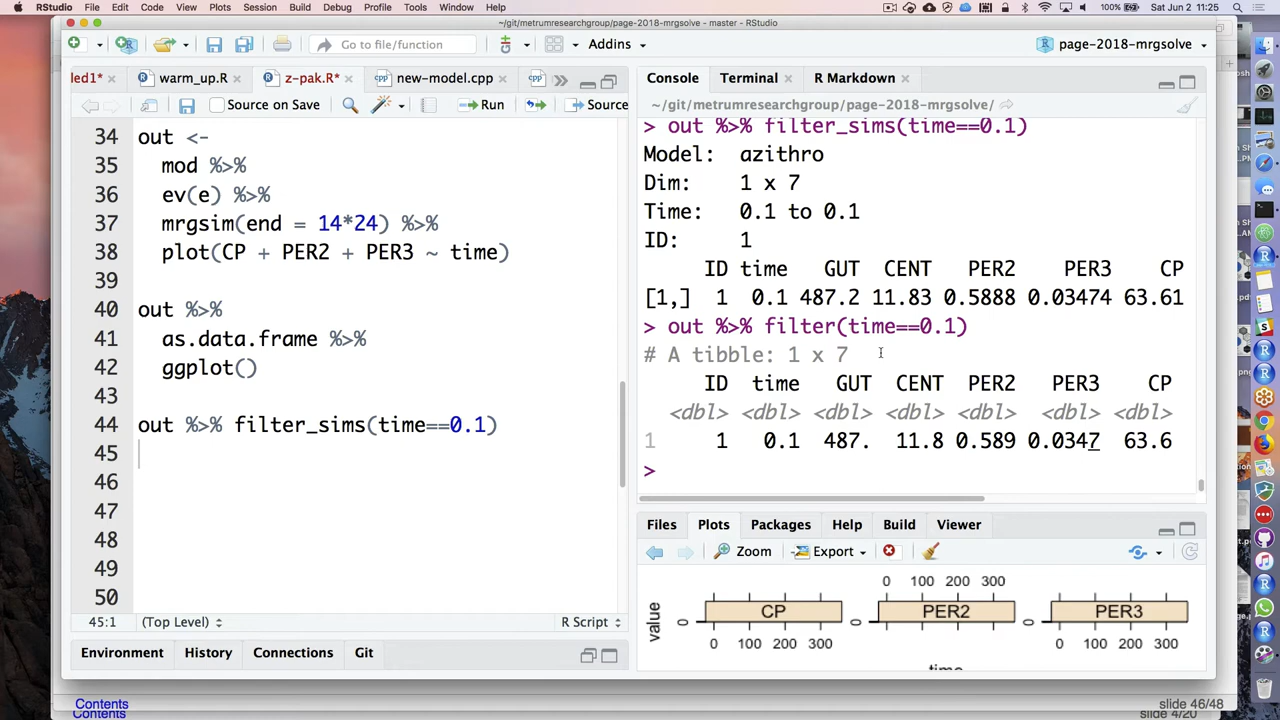 RStudio File Edit Code View Plots Session Build Debug Profile Tools Window Help 100% Sat Jun 2 11:25
~/git/metrumresearchgroup/page-2018-mrgsolve - master - RStudio
Go to file/function Addins page-2018-mrgsolve
led1* warm_up.R z-pak.R* new-model.cpp
Source on Save Run Source
34 out <-
35 mod %>%
36 ev(e) %>%
37 mrgsim(end = 14*24) %>%
38 plot(CP + PER2 + PER3 ~ time)
39
40 out %>%
41 as.data.frame %>%
42 ggplot()
43
44 out %>% filter_sims(time==0.1)
45
46
47
48
49
50
45:1 (Top Level) R Script
Environment History Connections Git
Console Terminal R Markdown
~/git/metrumresearchgroup/page-2018-mrgsolve/
> out %>% filter_sims(time==0.1)
Model: azithro
Dim: 1 x 7
Time: 0.1 to 0.1
ID: 1
ID time GUT CENT PER2 PER3 CP
[1,] 1 0.1 487.2 11.83 0.5888 0.03474 63.61
> out %>% filter(time==0.1)
# A tibble: 1 x 7
ID time GUT CENT PER2 PER3 CP
<dbl> <dbl> <dbl> <dbl> <dbl> <dbl> <dbl>
1 1 0.1 487. 11.8 0.589 0.0347 63.6
>
Files Plots Packages Help Build Viewer
Zoom Export
0 100 200 300
value 0 CP 0 PER2 0 PER3
0 100 200 300 0 100 200 300
time
Contents slide 46/48
Contents slide 4/20